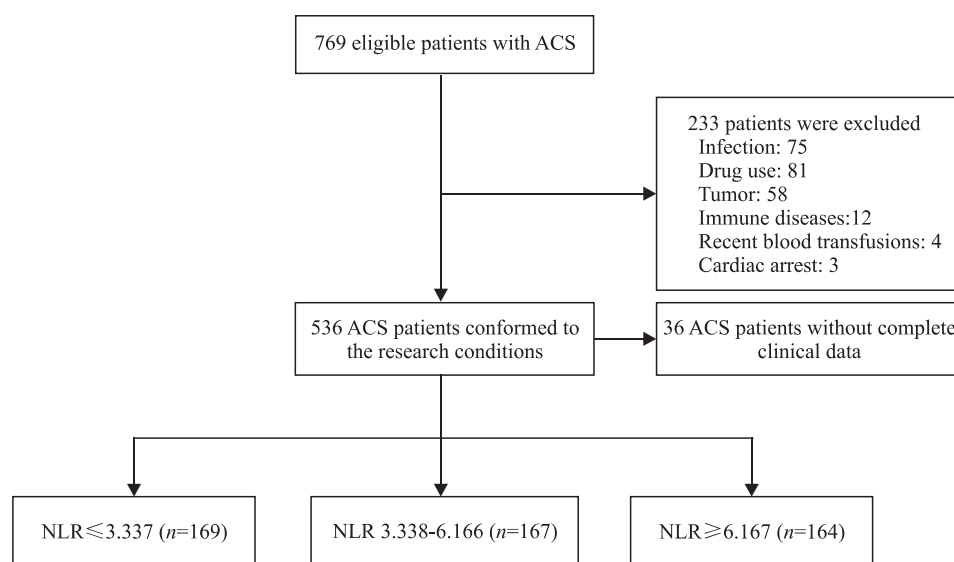 769 eligible patients with ACS
233 patients were excluded
Infection: 75
Drug use: 81
Tumor: 58
Immune diseases:12
Recent blood transfusions: 4
Cardiac arrest: 3
536 ACS patients conformed to
the research conditions
36 ACS patients without complete
clinical data
NLR≤3.337 (n=169)
NLR 3.338-6.166 (n=167)
NLR≥6.167 (n=164)